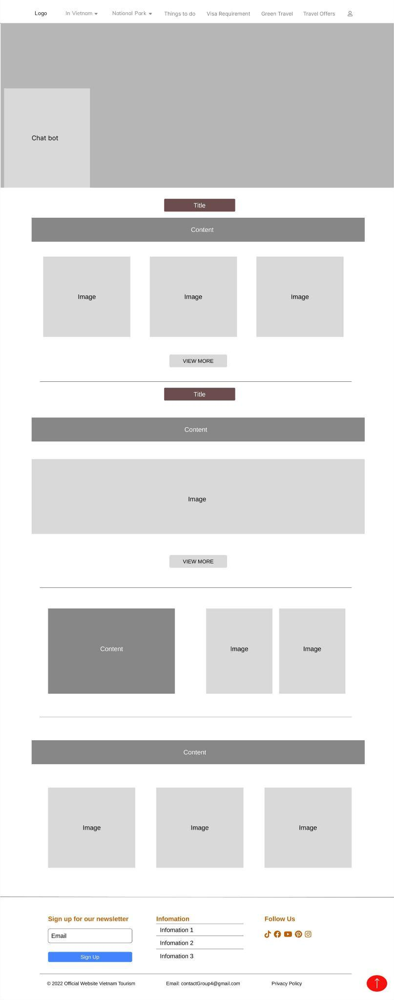 Logo In Vietnam National Park Things to do Visa Requirement Green Travel Travel Offers
Chat bot
Title
Content
Image Image Image
VIEW MORE
Title
Content
Image
VIEW MORE
Content Image Image
Content
Image Image Image
Sign up for our newsletter Infomation Follow Us
Email Infomation 1
Infomation 2
Sign Up Infomation 3
© 2022 Official Website Vietnam Tourism Email: contactGroup4@gmail.com Privacy Policy